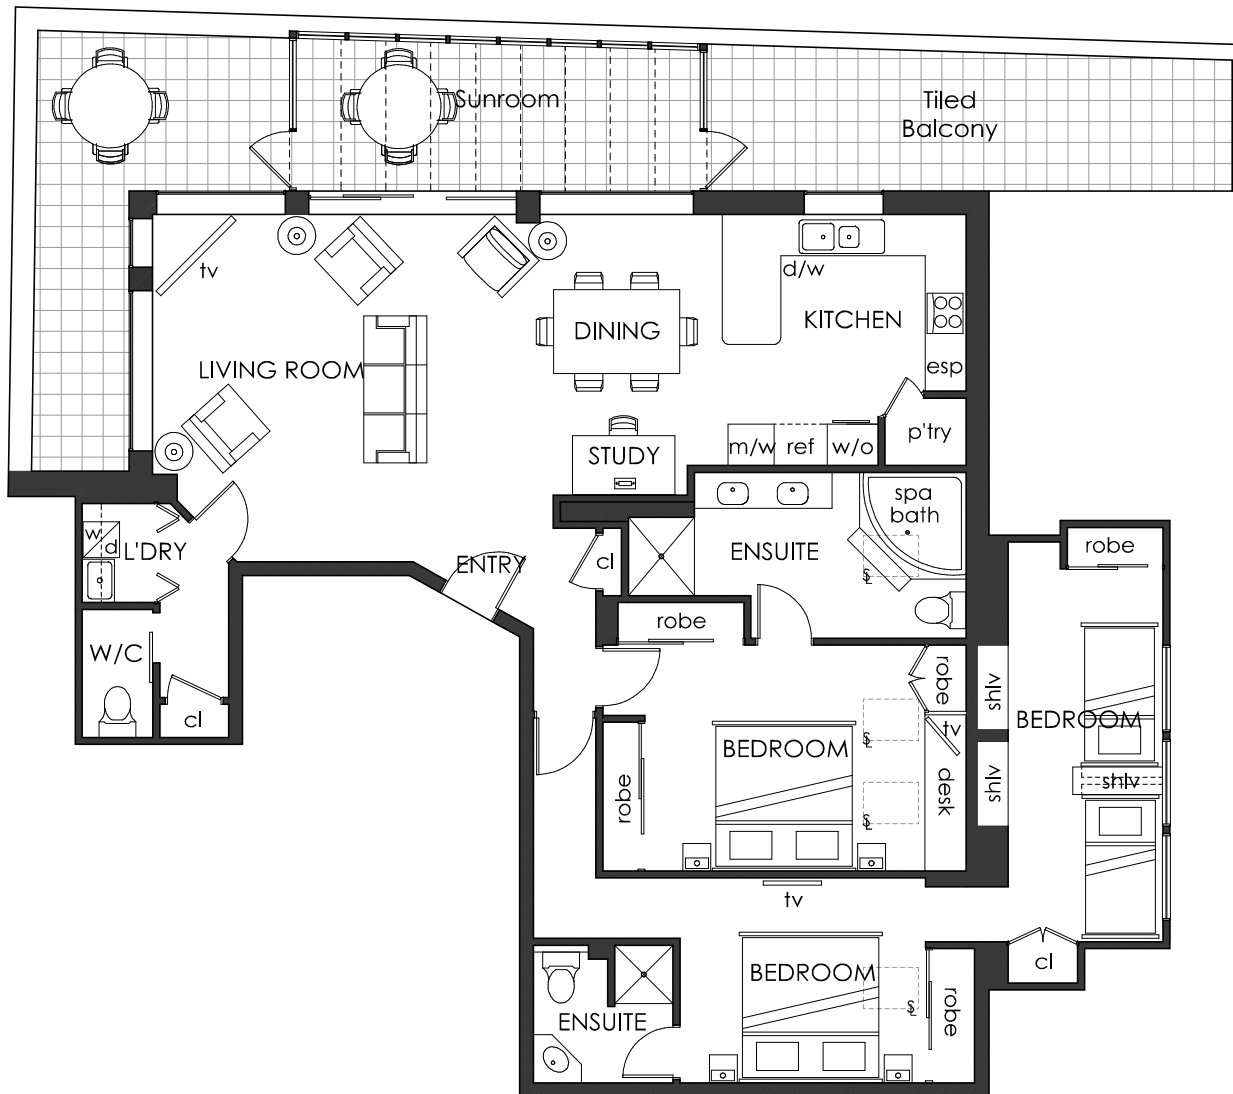 Sunroom
Tiled
Balcony
tv
d/w
KITCHEN
DINING
LIVING ROOM
esp
p'try
m/w
ref
w/o
STUDY
spa
bath
w
d
L'DRY
ENTRY
cl
ENSUITE
robe
robe
W/C
robe
cl
shlv
BEDROOM
tv
BEDROOM
shlv
desk
shlv
robe
tv
BEDROOM
cl
robe
ENSUITE